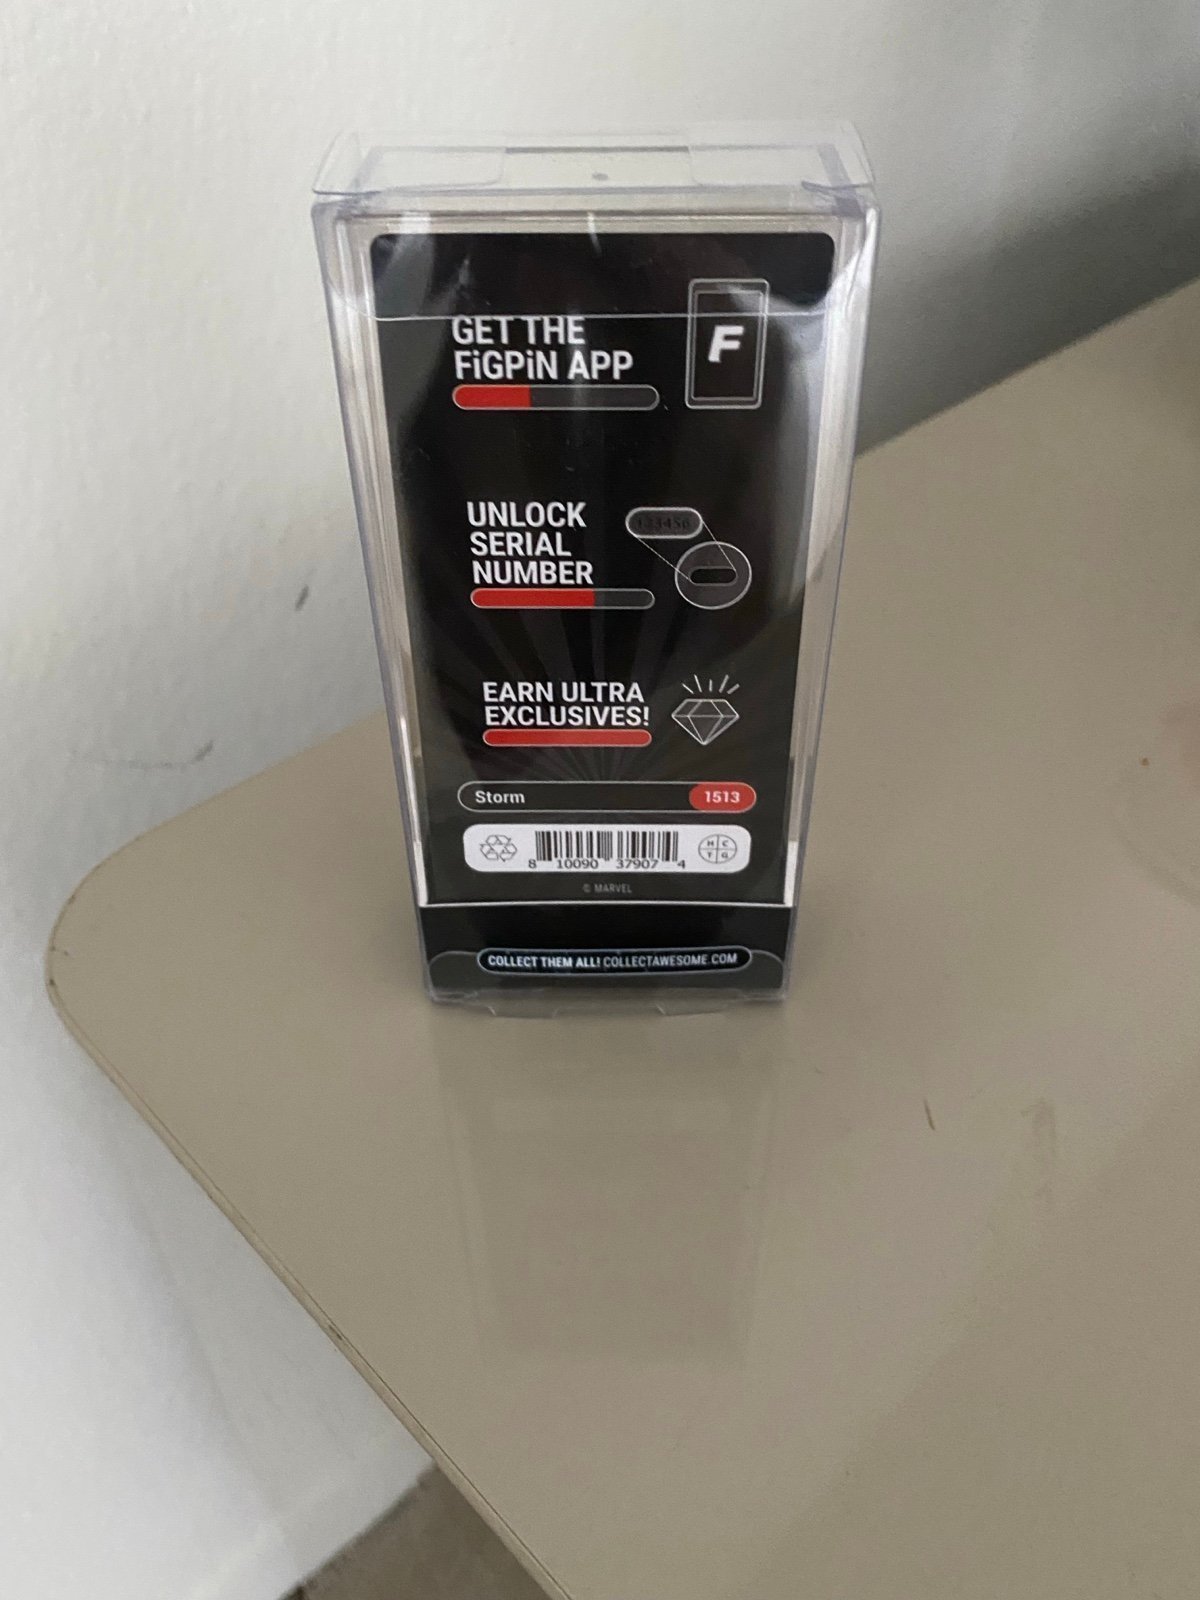 GET THE
FiGPiN APP
F
UNLOCK
SERIAL
NUMBER
123456
EARN ULTRA
EXCLUSIVES!
Storm 1513
8 10090 37907 4
H C
T G
© MARVEL
COLLECT THEM ALL! COLLECTAWESOME.COM